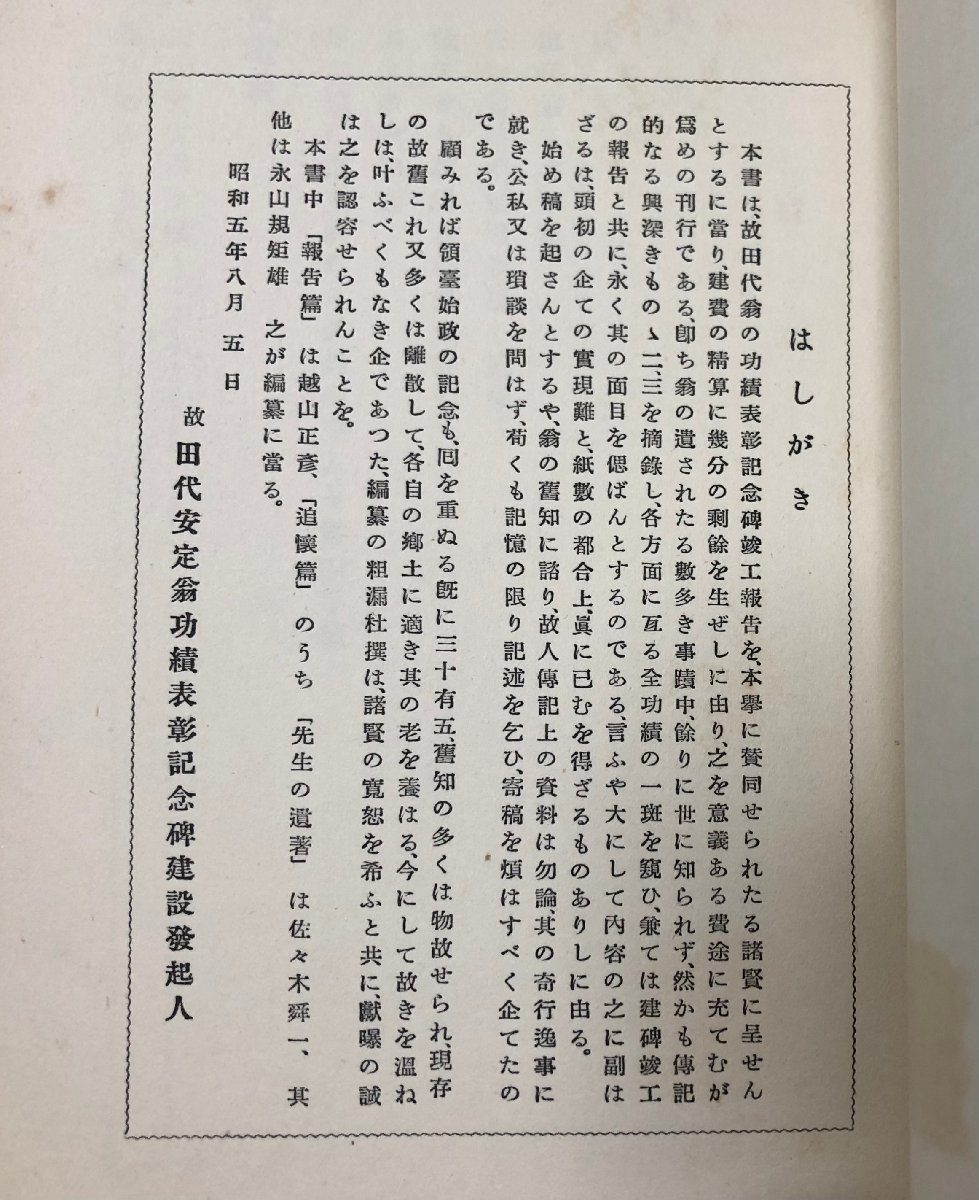 はしがき
本書は、故田代翁の功績表彰記念碑竣工報告を、本擧に賛同せられたる諸賢に呈せん
とするに當り、建費の精算に幾分の剩餘を生ぜしに由り、之を意義ある費途に充てむが
爲めの刊行である、卽ち翁の遺されたる數多き事蹟中、餘りに世に知られず、然かも傳記
的なる興深きものゝ二、三を摘錄し、各方面に亙る全功績の一斑を窺ひ、兼ては建碑竣工
の報告と共に、永く其の面目を偲ばんとするのである、言ふや大にして內容の之に副は
ざるは、頭初の企ての實現難と、紙數の都合上、眞に已むを得ざるものありしに由る。
始め稿を起さんとするや、翁の舊知に諮り、故人傳記上の資料は勿論、其の奇行逸事に
就き、公私又は瑣談を問はず、苟くも記憶の限り記述を乞ひ、寄稿を煩はすべく企てたの
である。
顧みれば領臺始政の記念も、囘を重ぬる旣に三十有五、舊知の多くは物故せられ、現存
の故舊これ又多くは離散して、各自の鄉土に適き其の老を養はる、今にして故きを溫ね
しは、叶ふべくもなき企であつた、編纂の粗漏杜撰は、諸賢の寬恕を希ふと共に、獻曝の誠
は之を認容せられんことを。
本書中「報告篇」は越山正彥、「追懷篇」のうち「先生の遺著」は佐々木舜一、其
他は永山規矩雄 之が編纂に當る。
昭和五年八月五日
故田代安定翁功績表彰記念碑建設發起人